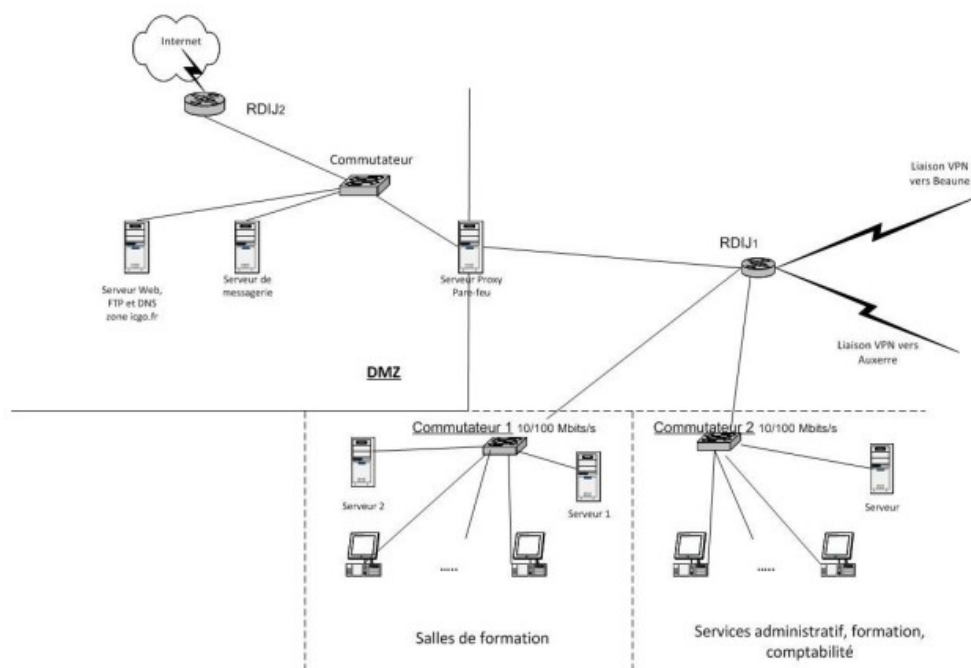 Internet
RDIJ2
Commutateur
Liaison VPN
vers Beaune
RDIJ1
Serveur Web,
FTP et DNS
zone icgo.fr
Serveur de
messagerie
Serveur Proxy
Pare-feu
Liaison VPN vers
Auxerre
DMZ
Commutateur 1 10/100 Mbits/s
Commutateur 2 10/100 Mbits/s
Serveur 2
Serveur 1
Serveur
.....
.....
Salles de formation
Services administratif, formation,
comptabilité